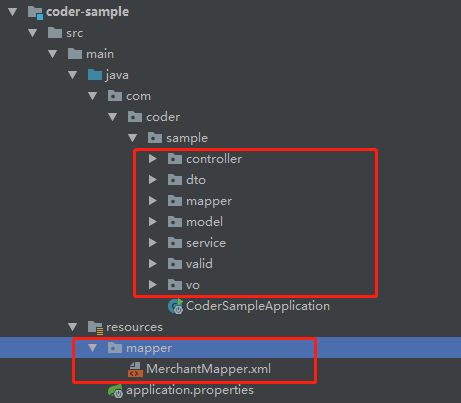 coder-sample
src
main
java
com
coder
sample
controller
dto
mapper
model
service
valid
vo
CoderSampleApplication
resources
mapper
MerchantMapper.xml
application.properties